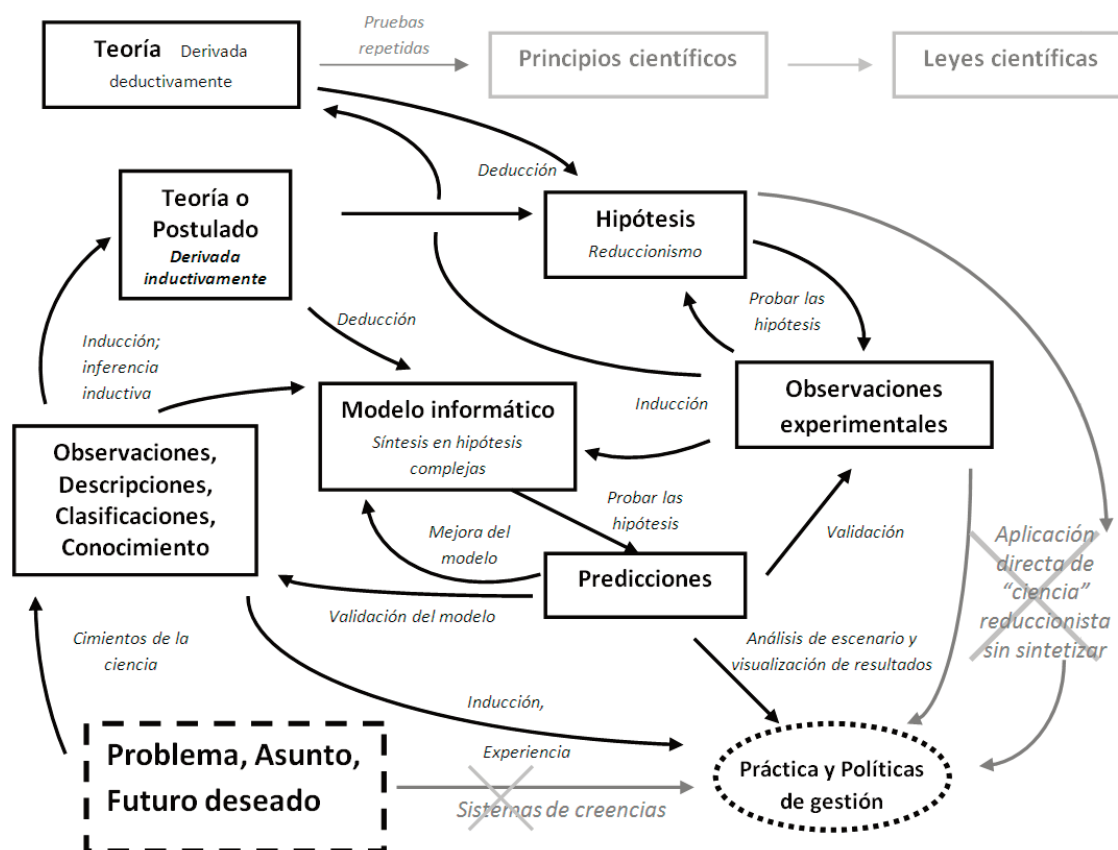 Teoría Derivada
deductivamente
Pruebas
repetidas
Principios científicos
Leyes científicas
Deducción
Teoría o
Postulado
Derivada
inductivamente
Hipótesis
Reduccionismo
Probar las
hipótesis
Deducción
Inducción;
inferencia
inductiva
Modelo informático
Síntesis en hipótesis
complejas
Inducción
Observaciones
experimentales
Observaciones,
Descripciones,
Clasificaciones,
Conocimiento
Mejora del
modelo
Probar las
hipótesis
Predicciones
Validación
Aplicación
directa de
“ciencia”
reduccionista
sin sintetizar
Validación del modelo
Cimientos de la
ciencia
Análisis de escenario y
visualización de resultados
Inducción,
Experiencia
Problema, Asunto,
Futuro deseado
Sistemas de creencias
Práctica y Políticas
de gestión